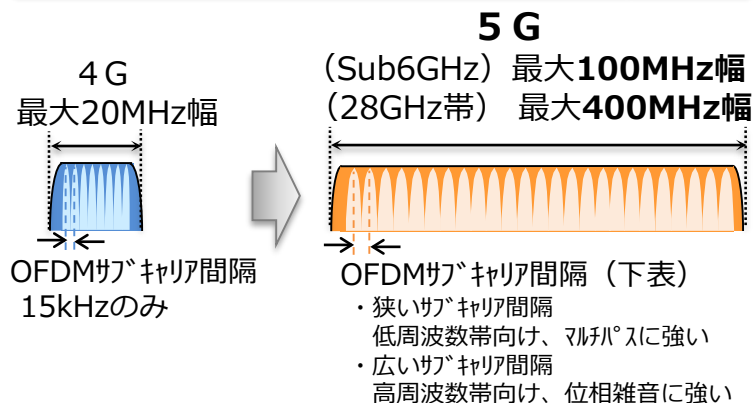 4G
最大20MHz幅
OFDMｻﾌﾞｷｬﾘｱ間隔
15kHzのみ
5G
（Sub6GHz）最大100MHz幅
（28GHz帯） 最大400MHz幅
OFDMｻﾌﾞｷｬﾘｱ間隔（下表）
・狭いｻﾌﾞｷｬﾘｱ間隔
低周波数帯向け、ﾏﾙﾁﾊﾟｽに強い
・広いｻﾌﾞｷｬﾘｱ間隔
高周波数帯向け、位相雑音に強い